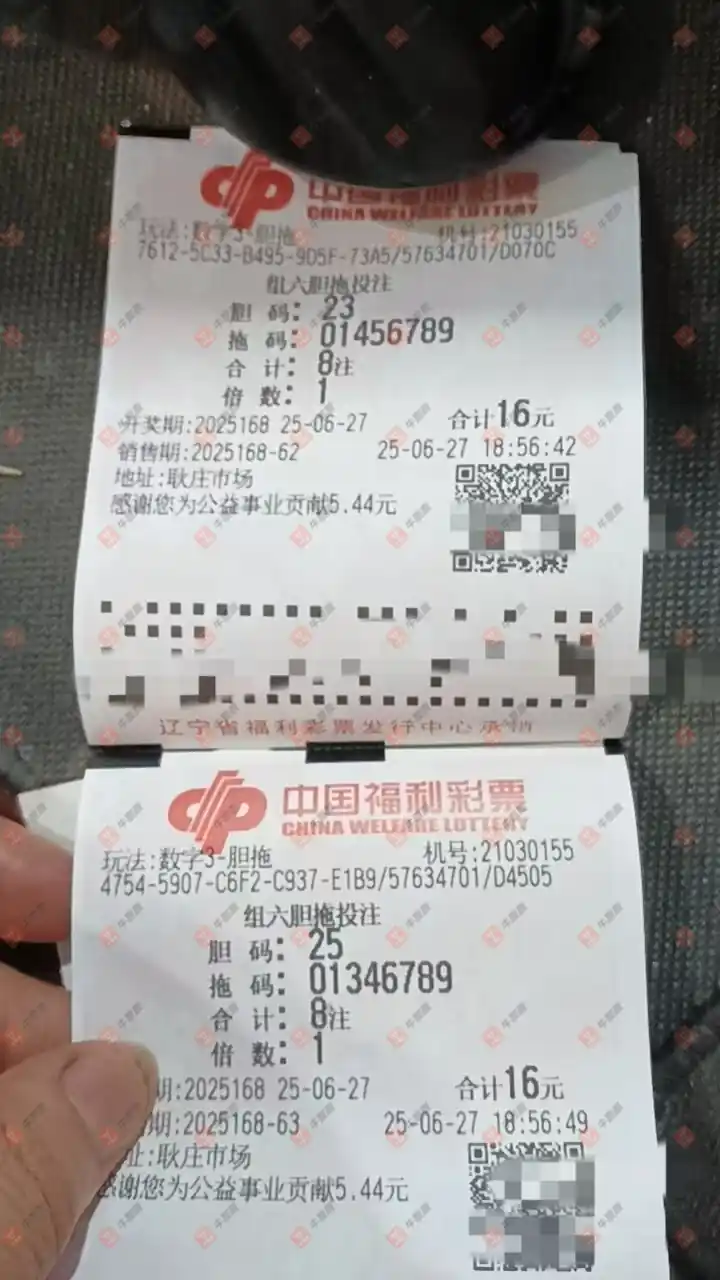 中国福利彩票
CHINA WELFARE LOTTERY
玩法:数字3-胆拖 机号:21030155
7612-5C33-B495-9D5F-73A5/57634701/D070C
组六胆拖投注
胆 码: 23
拖 码: 01456789
合 计: 8注
倍 数: 1
开奖期:2025168 25-06-27 合计16元
销售期:2025168-62 25-06-27 18:56:42
地址:耿庄市场
感谢您为公益事业贡献5.44元
辽宁省福利彩票发行中心承销
中国福利彩票
CHINA WELFARE LOTTERY
玩法:数字3-胆拖 机号:21030155
4754-5907-C6F2-C937-E1B9/57634701/D4505
组六胆拖投注
胆 码: 25
拖 码: 01346789
合 计: 8注
倍 数: 1
期:2025168 25-06-27 合计16元
期:2025168-63 25-06-27 18:56:49
址:耿庄市场
感谢您为公益事业贡献5.44元